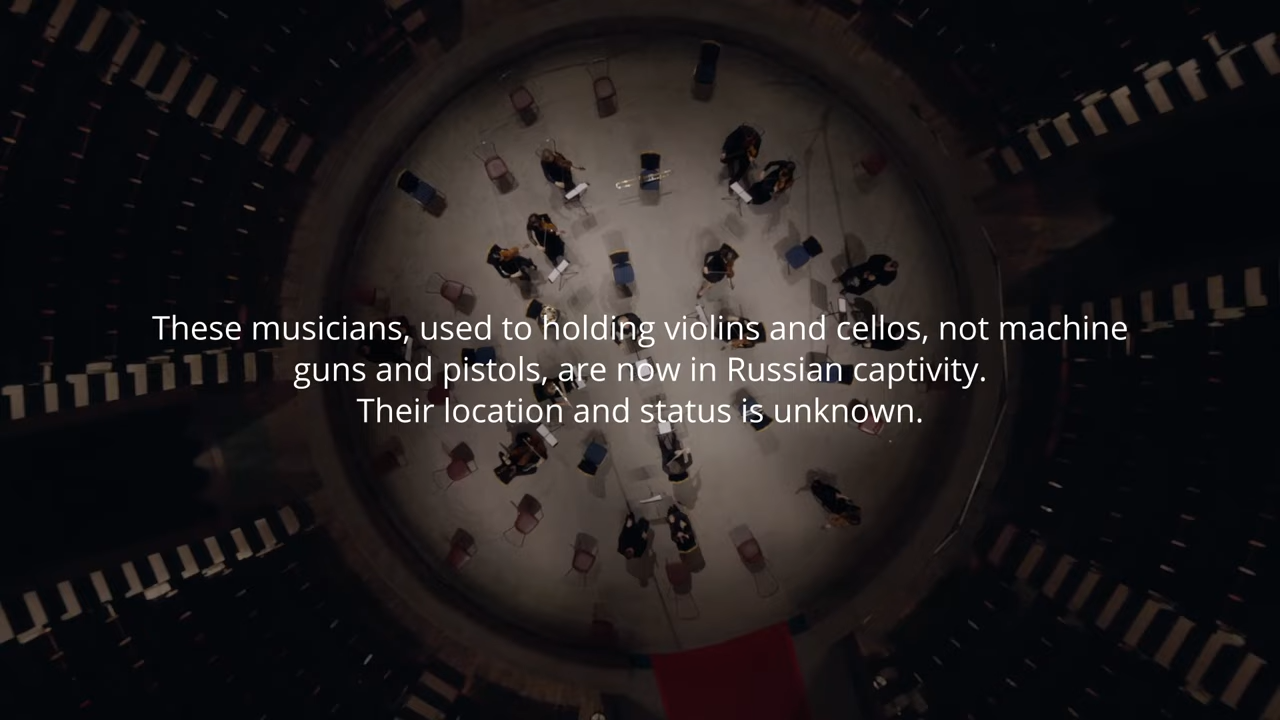 These musicians, used to holding violins and cellos, not machine
guns and pistols, are now in Russian captivity.
Their location and status is unknown.